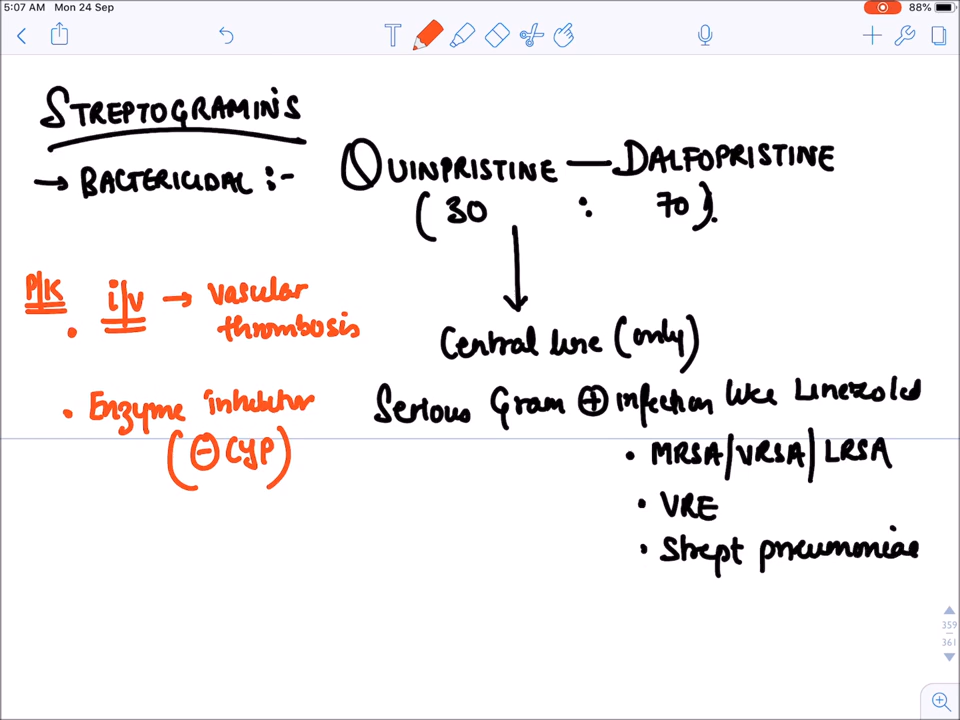 5:07 AM Mon 24 Sep
88%
STREPTOGRAMINS
→ BACTERICIDAL :-
QUINPRISTINE — DALFOPRISTINE
(30 : 70).
P/K
• i/v → vasular
thrombosis
Central line (only)
• Enzyme inhibitor
(⊖ CYP)
Serious Gram ⊕ infection like Linezolid
• MRSA/VRSA/LRSA
• VRE
• Strept pneumoniae
359
361